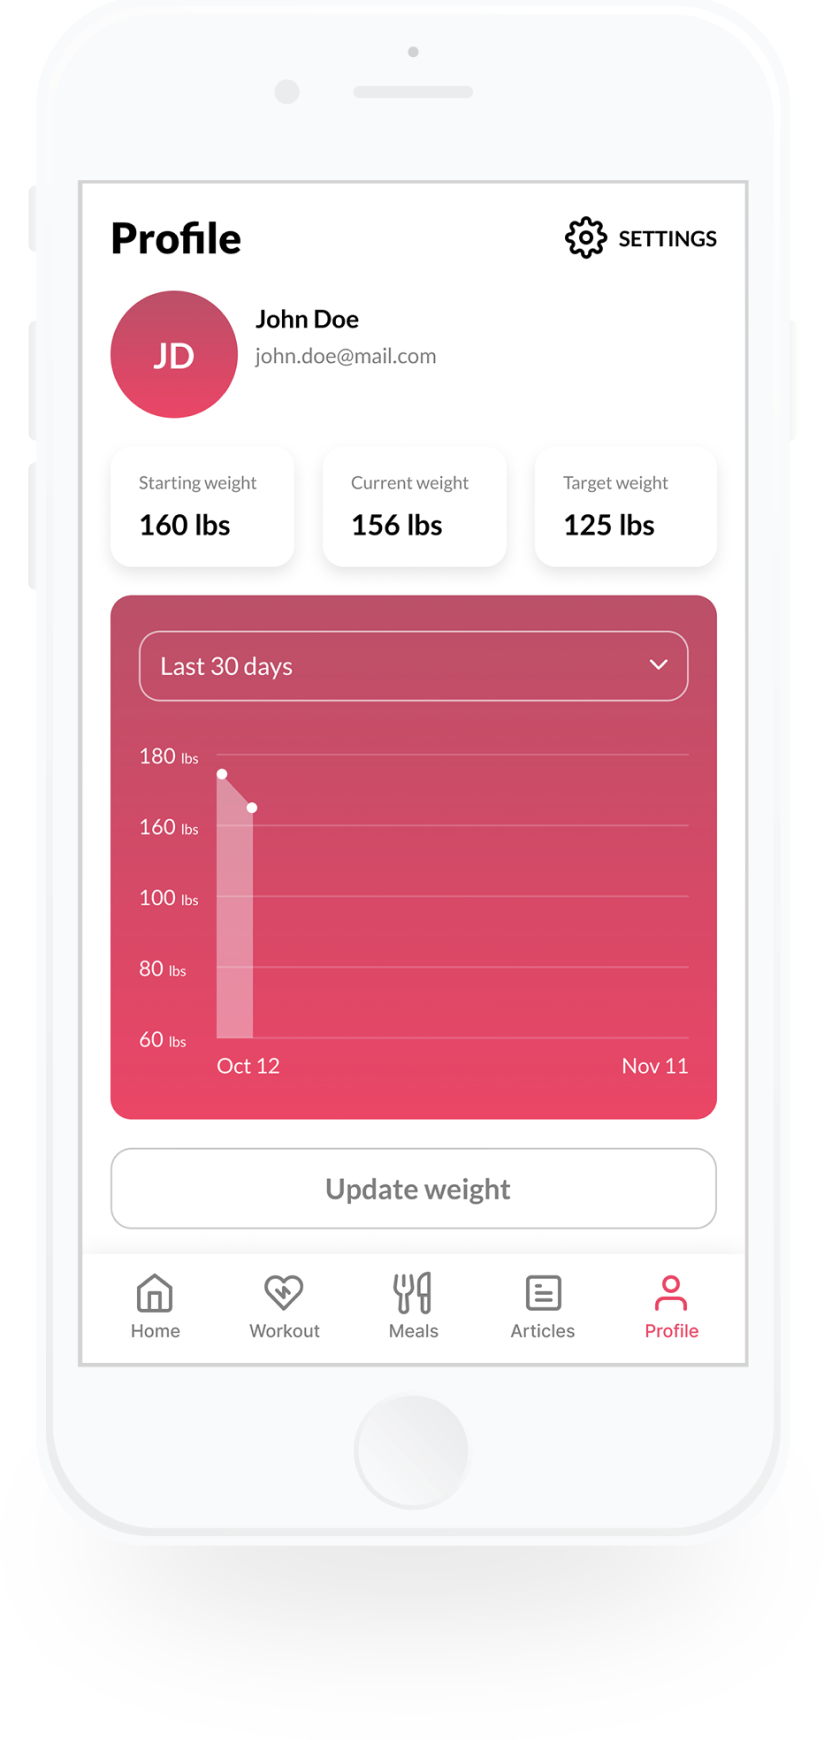 Profile
SETTINGS
JD
John Doe
john.doe@mail.com
Starting weight
Current weight
Target weight
160 lbs
156 lbs
125 lbs
Last 30 days
180 lbs
160 lbs
100 lbs
80 lbs
60 lbs
Oct 12
Nov 11
Update weight
Home
Workout
Meals
Articles
Profile